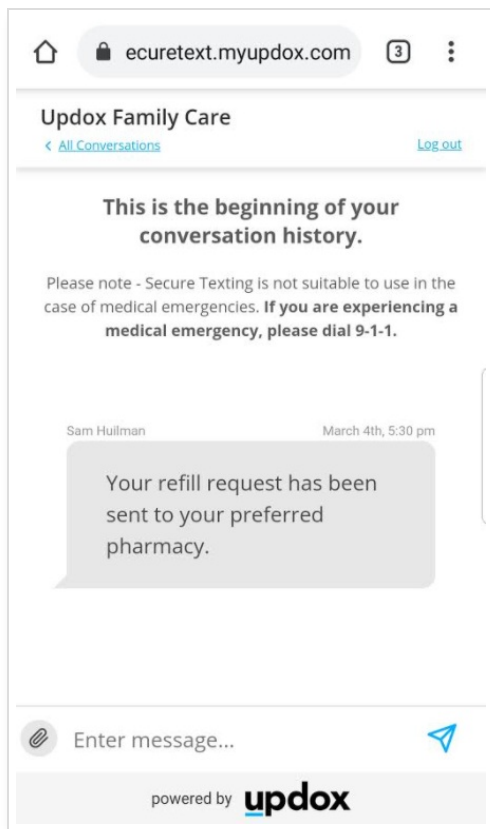 ecuretext.myupdox.com
3
Updox Family Care
< All Conversations
Log out
This is the beginning of your
conversation history.
Please note - Secure Texting is not suitable to use in the
case of medical emergencies. If you are experiencing a
medical emergency, please dial 9-1-1.
Sam Huilman
March 4th, 5:30 pm
Your refill request has been
sent to your preferred
pharmacy.
Enter message...
powered by updox